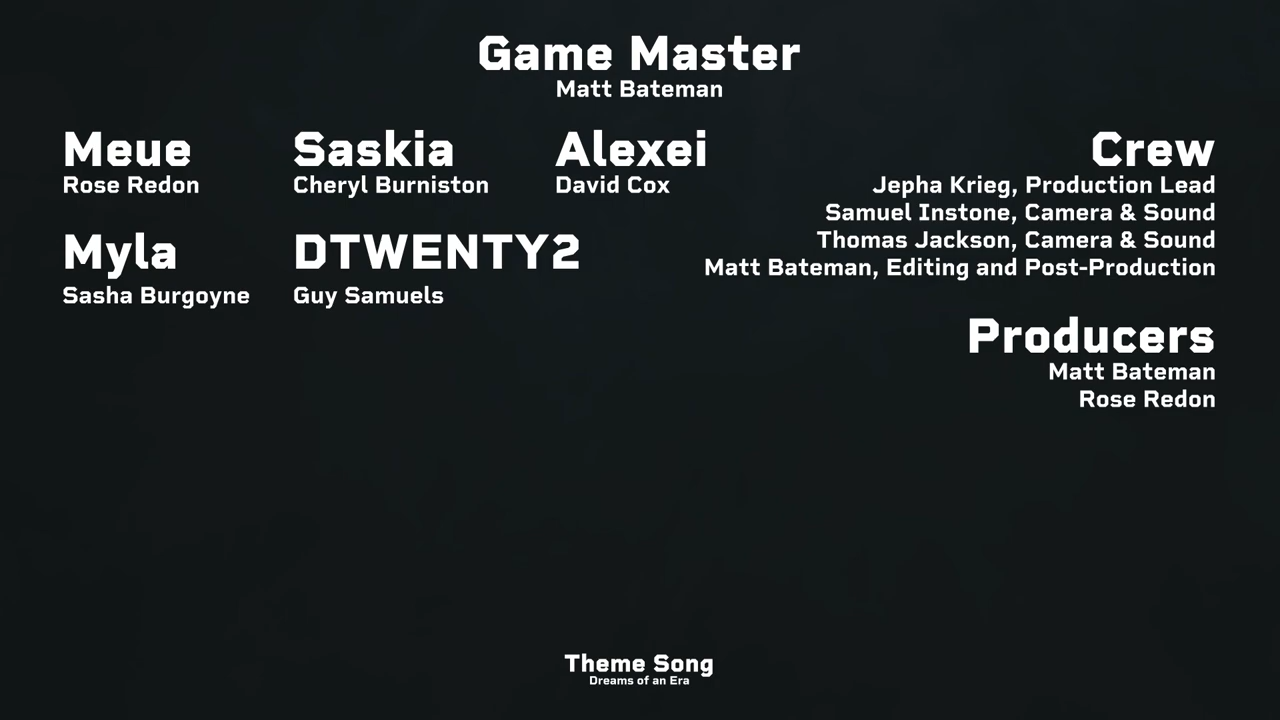 Game Master
Matt Bateman
Meue
Rose Redon
Saskia
Cheryl Burniston
Alexei
David Cox
Myla
Sasha Burgoyne
DTWENTY2
Guy Samuels
Crew
Jepha Krieg, Production Lead
Samuel Instone, Camera & Sound
Thomas Jackson, Camera & Sound
Matt Bateman, Editing and Post-Production
Producers
Matt Bateman
Rose Redon
Theme Song
Dreams of an Era